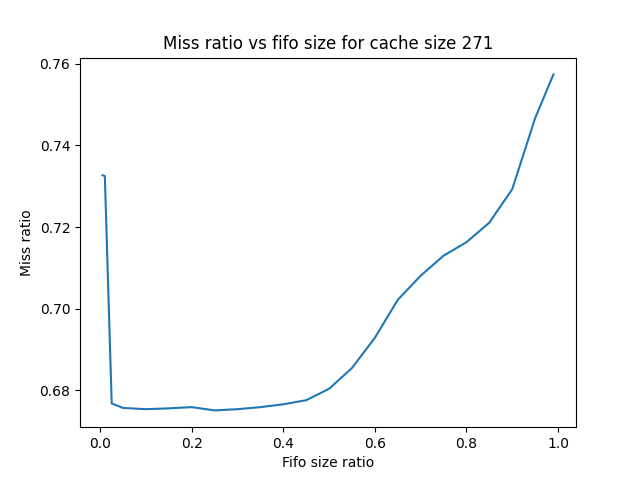 Miss ratio vs fifo size for cache size 271
0.76
0.74
0.72
0.70
0.68
Miss ratio
0.0 0.2 0.4 0.6 0.8 1.0
Fifo size ratio